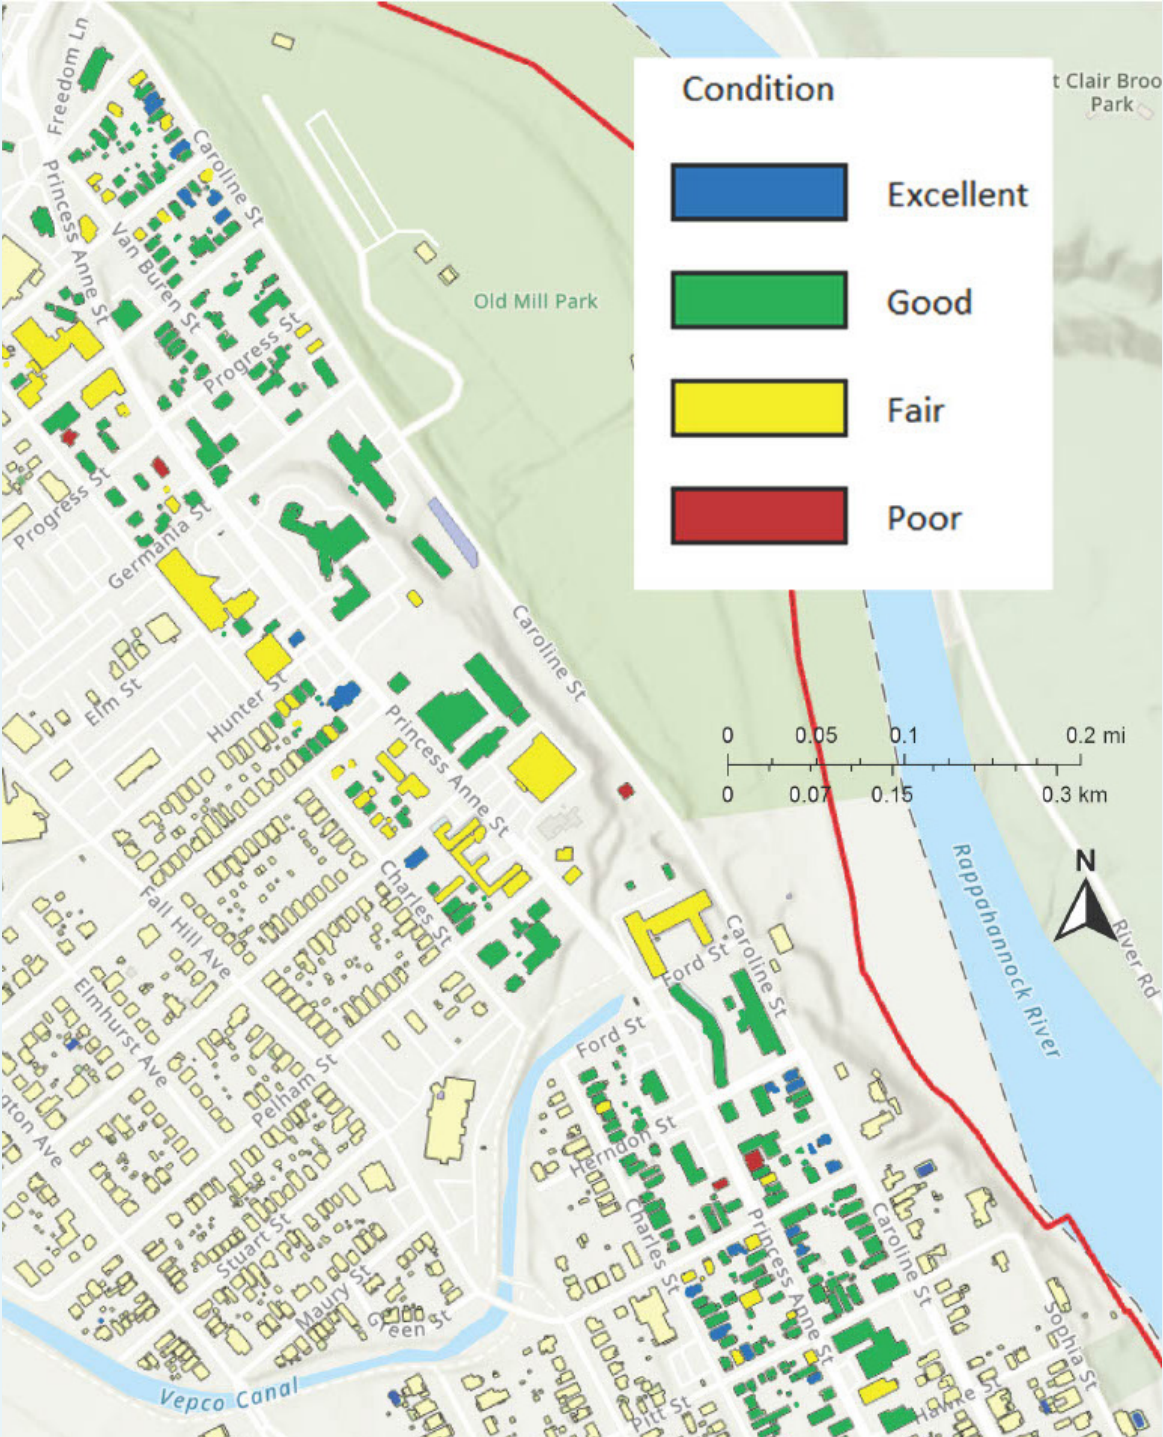 Freedom Ln
t Clair Broo
Park
Condition
Excellent
Good
Fair
Poor
Caroline St
Princess Anne St
Van Buren St
Old Mill Park
Progress St
Progress St
Germania St
Caroline St
Elm St
Hunter St
Princess Anne St
0 0.05 0.1 0.2 mi
0 0.07 0.15 0.3 km
N
Rappahannock River
River Rd
Charles St
Fall Hill Ave
Caroline St
Ford St
Elmhurst Ave
Ford St
Pelham St
gton Ave
Herndon St
Charles St
Princess Anne St
Caroline St
Stuart St
Maury St
Green St
Sophia St
Vepco Canal
Pitt St
Hawke St